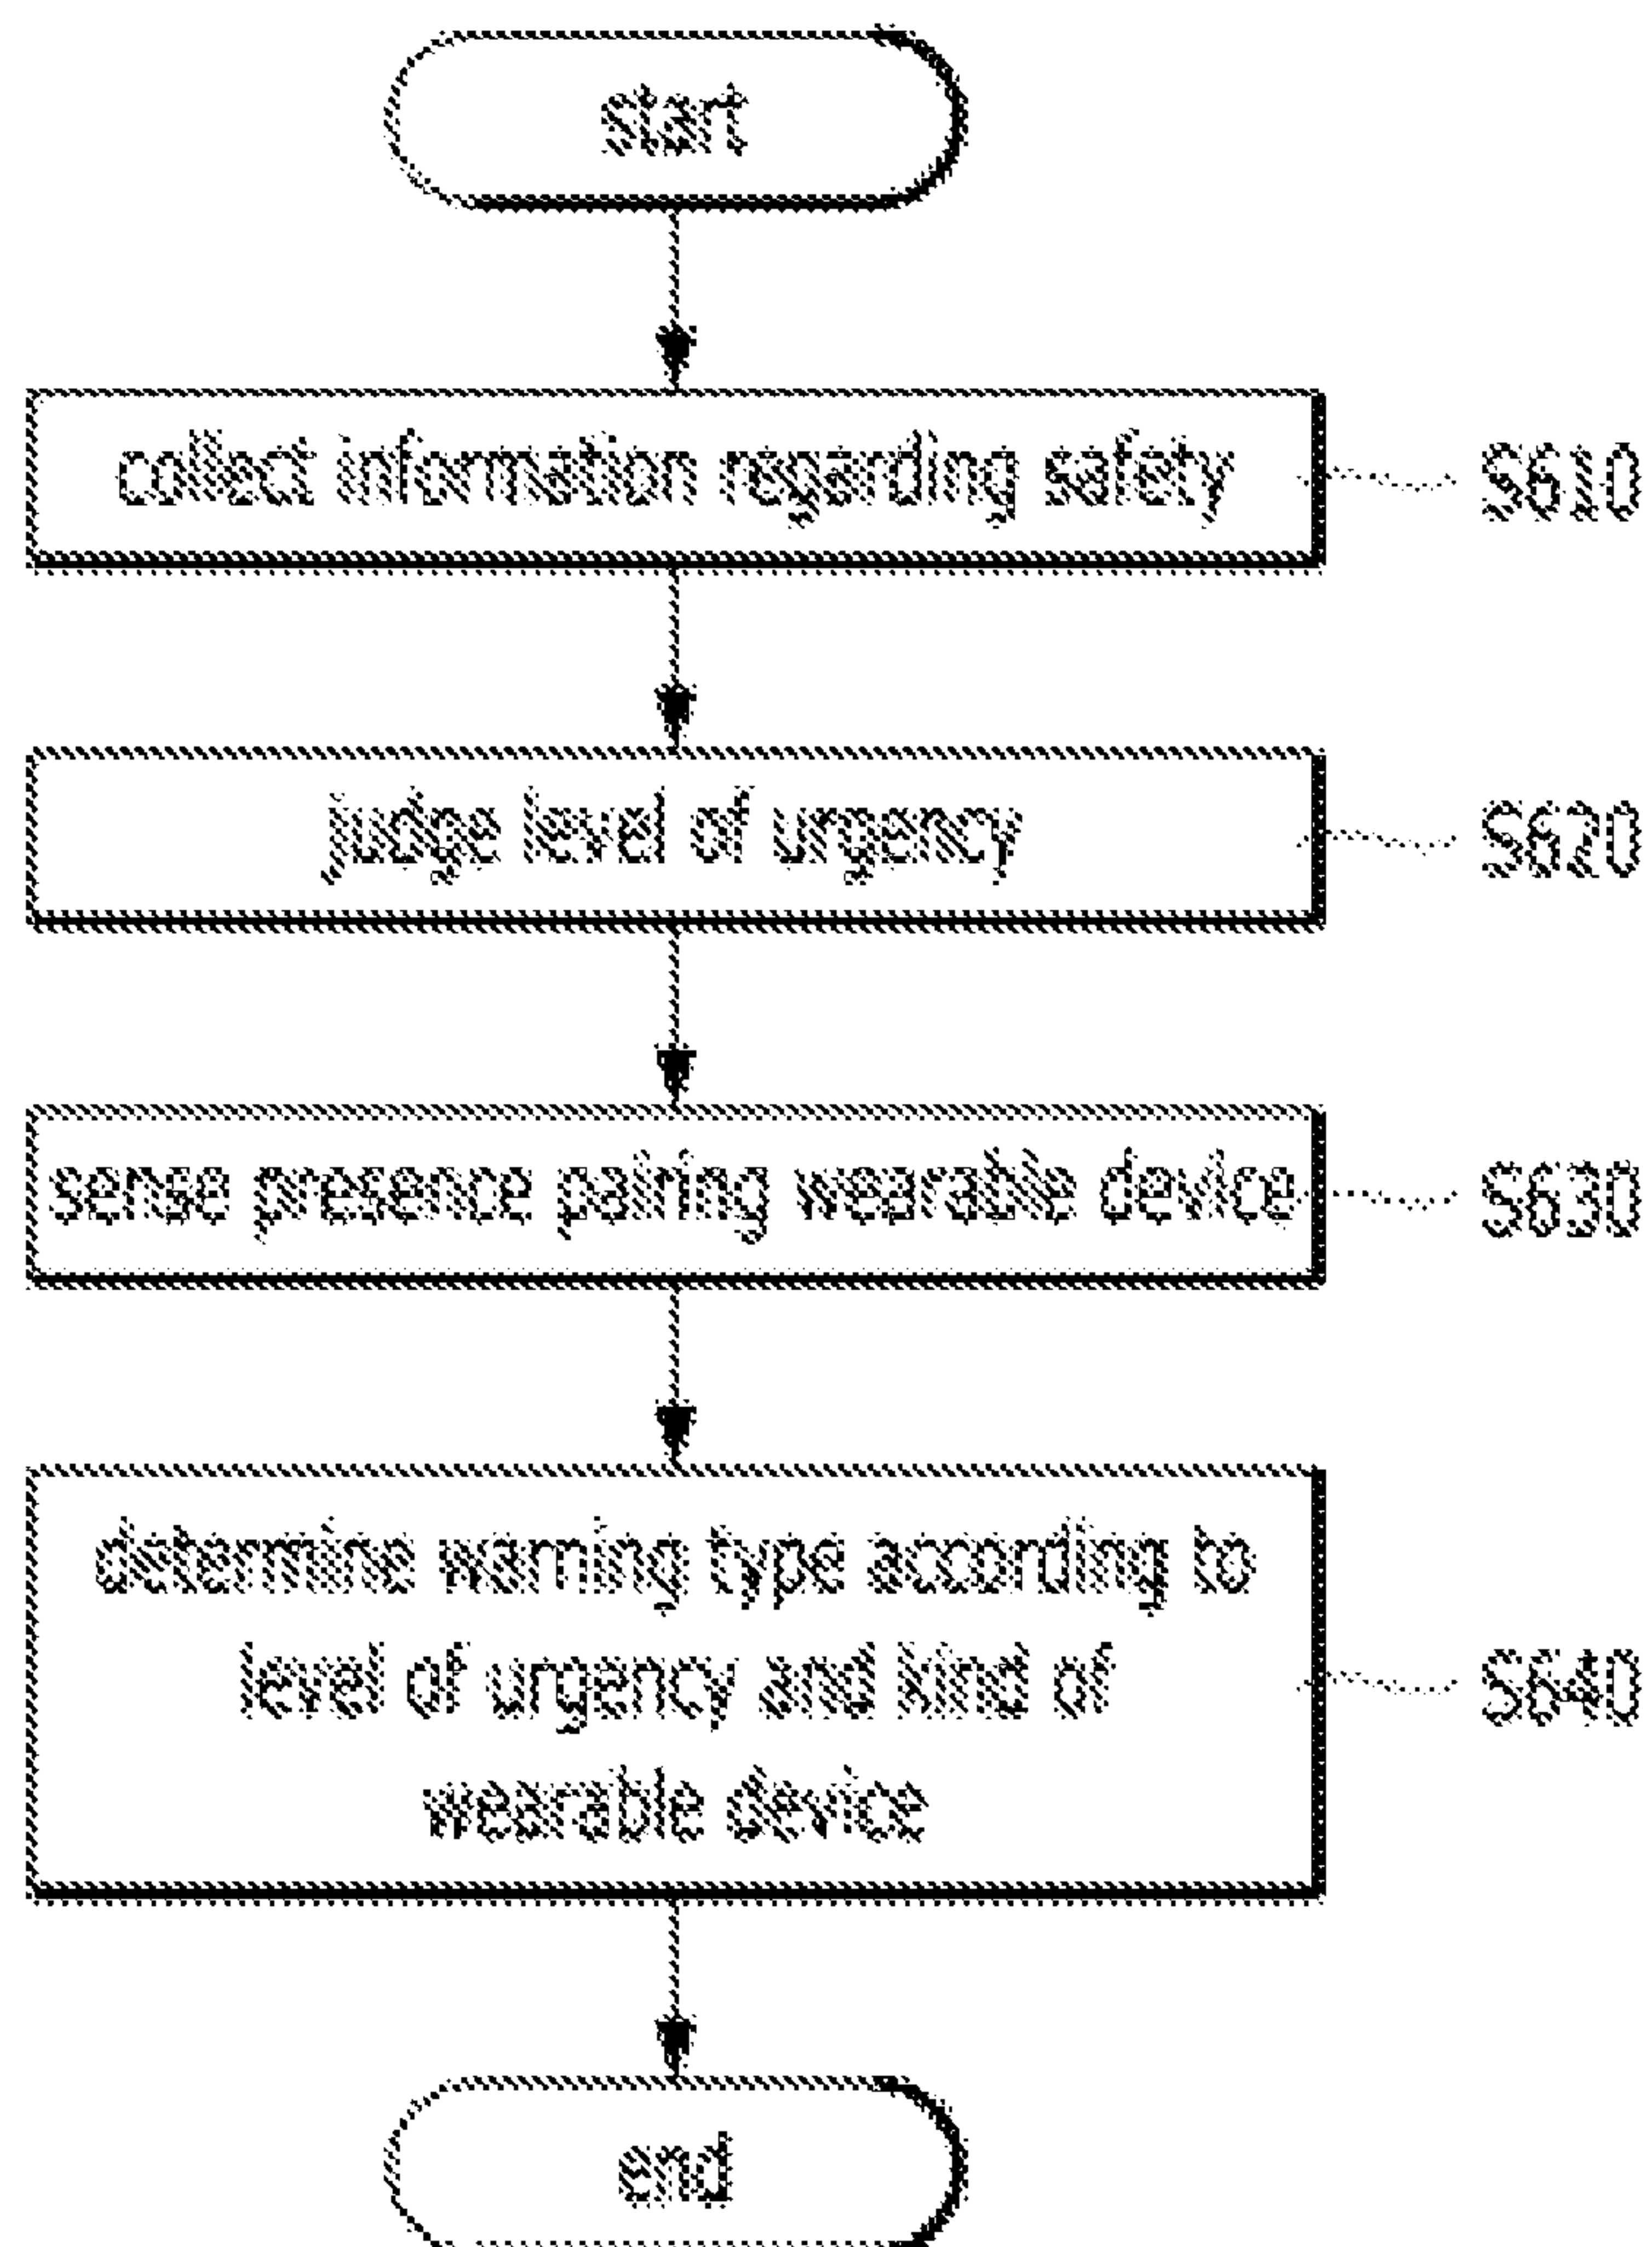 start
collect information regarding safety
S610
judge level of urgency
S620
sense presence pairing wearable device
S630
determine warning type according to
level of urgency and kind of
wearable device
S640
end